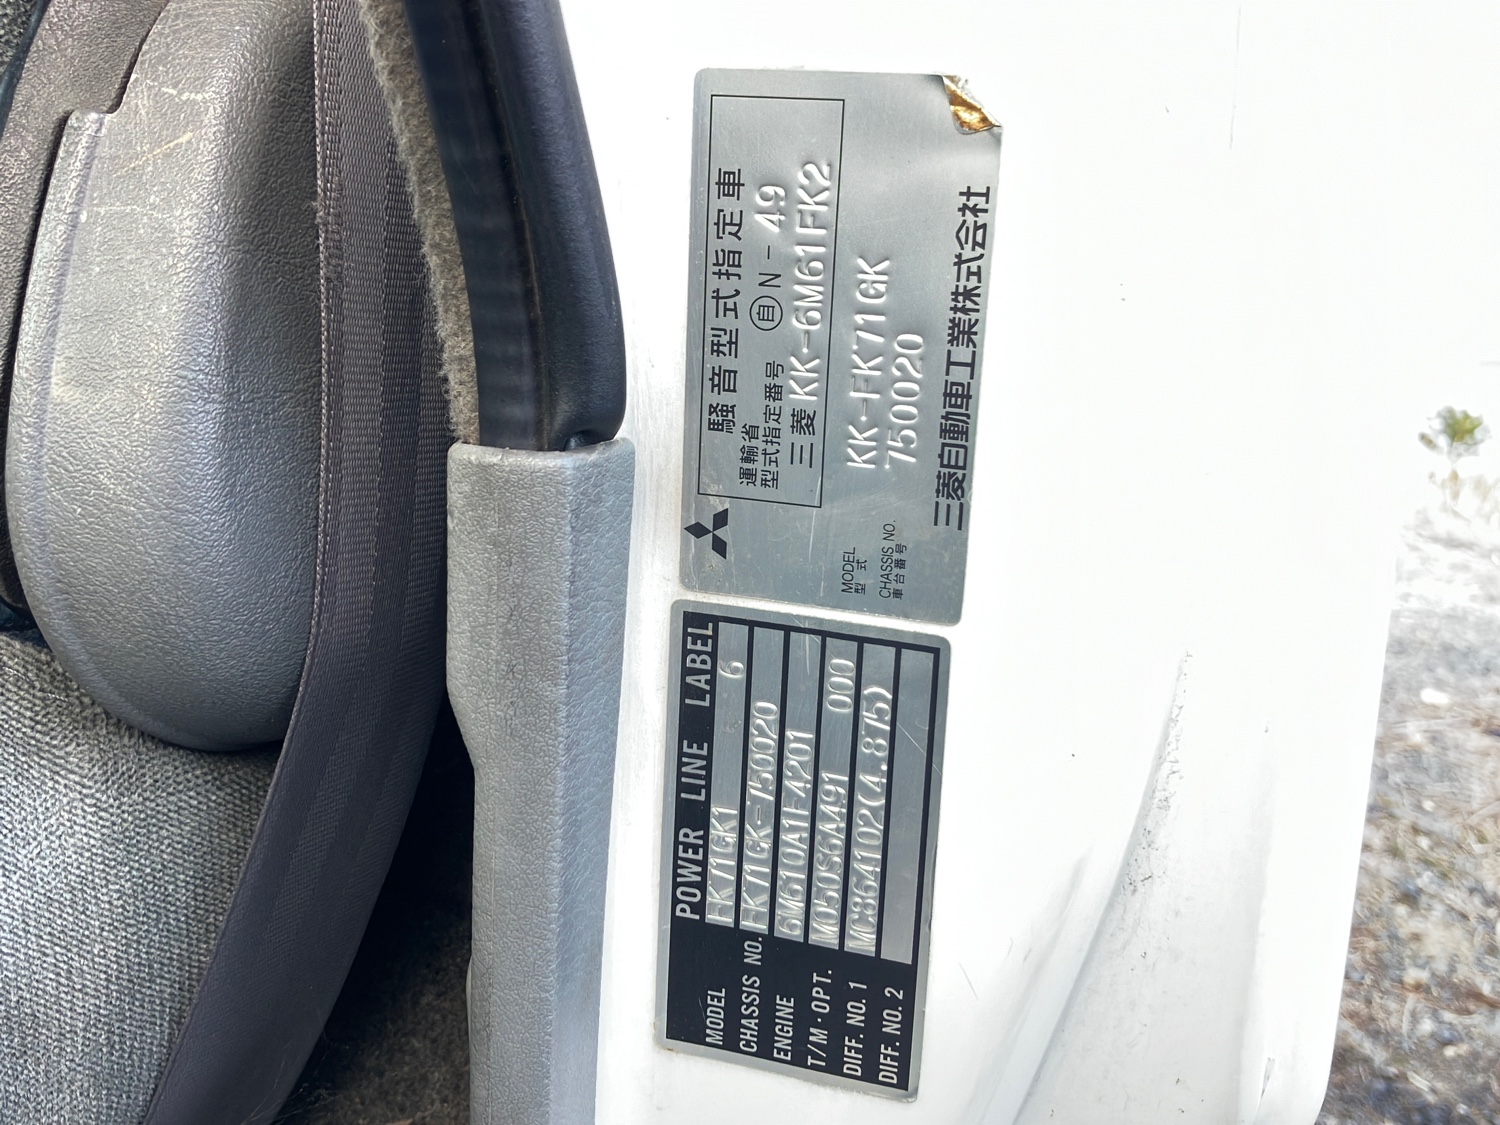 騒音型式指定車
運輸省
型式指定番号 自 N - 49
三菱 KK-6M61FK2
MODEL
型式 KK-FK71GK
CHASSIS NO.
車台番号 750020
三菱自動車工業株式会社
POWER LINE LABEL
MODEL FK71GK1 6
CHASSIS NO. FK71GK-750020
ENGINE 6M610A1F4201
T/M・OPT. M050S6A491 000
DIFF. NO. 1 MC864102(4.875)
DIFF. NO. 2